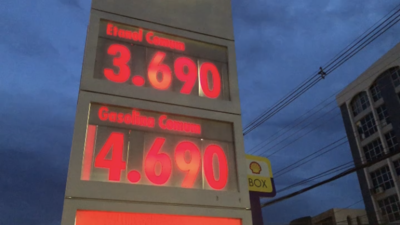 Etanol Comum
3.690
Gasolina Comum
4.690
BOX